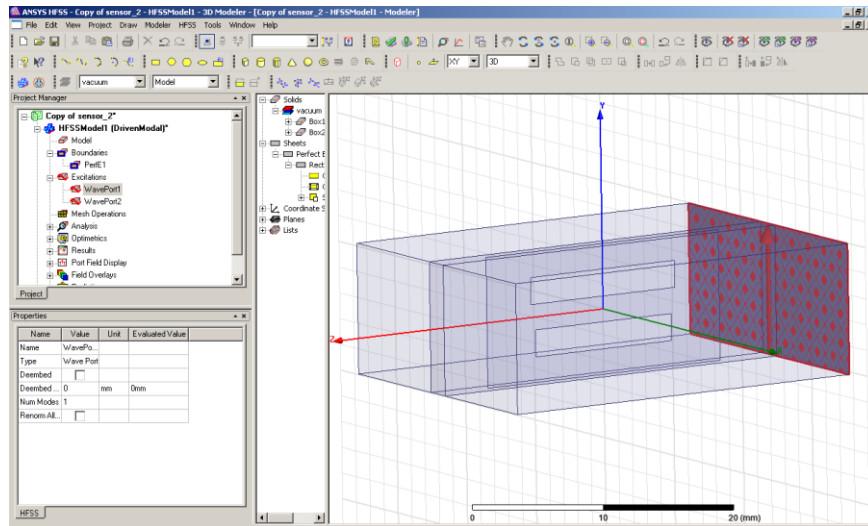 ANSYS HFSS - Copy of sensor_2 - HFSSModel1 - 3D Modeler - [Copy of sensor_2 - HFSSModel1 - Modeler]
File Edit View Project Draw Modeler HFSS Tools Window Help
XY 3D
vacuum Model
Project Manager
Copy of sensor_2*
HFSSModel1 (DrivenModal)*
Model
Boundaries
PerfE1
Excitations
WavePort1
WavePort2
Mesh Operations
Analysis
Optimetrics
Results
Port Field Display
Field Overlays
Project
Properties
Name Value Unit Evaluated Value
Name WavePo...
Type Wave Port
Deembed
Deembed ... 0 mm 0mm
Num Modes 1
Renorm All...
HFSS
Solids
vacuum
Box1
Box2
Sheets
Perfect E
Rect
Coordinate S
Planes
Lists
Y
Z
0 10 20 (mm)